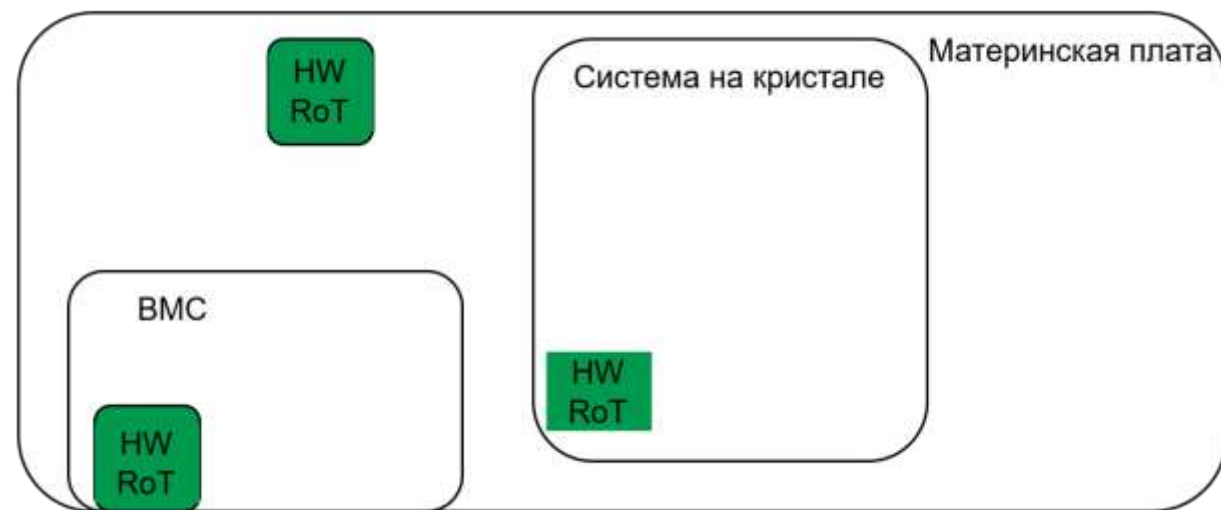 HW
RoT
Система на кристале
Материнская плата
BMC
HW
RoT
HW
RoT